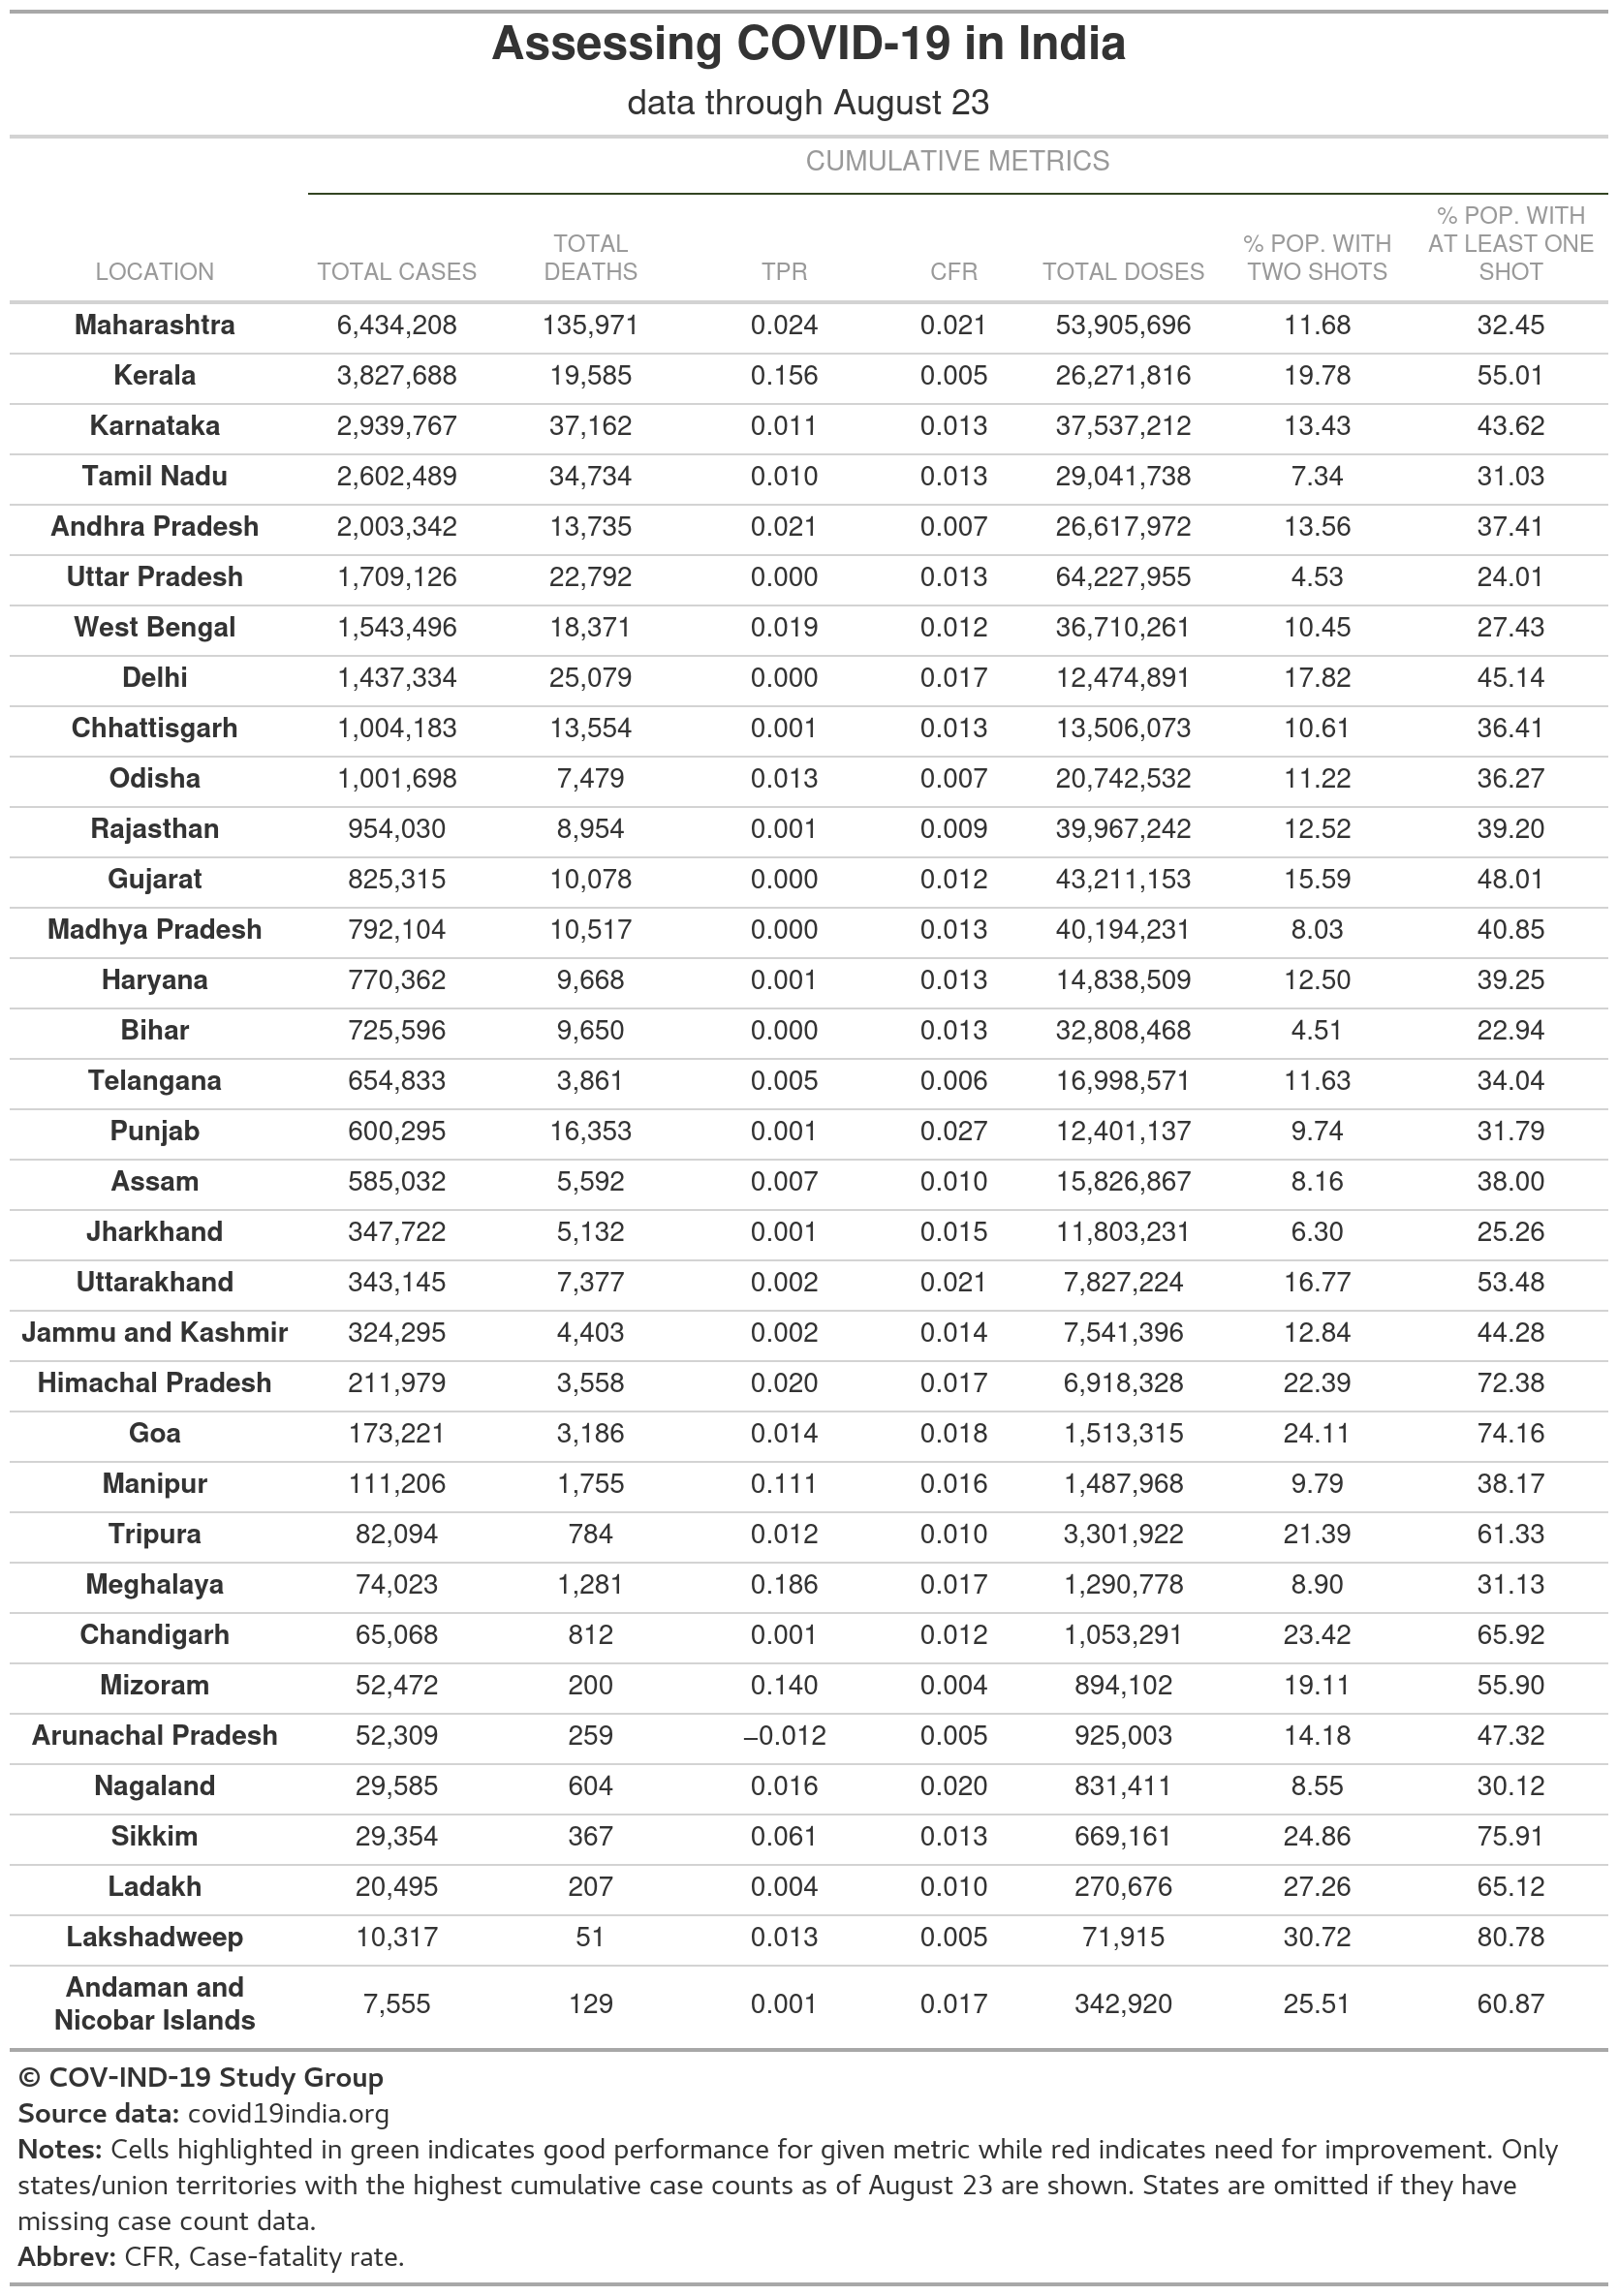 Assessing COVID-19 in India
data through August 23
CUMULATIVE METRICS
LOCATION TOTAL CASES TOTAL DEATHS TPR CFR TOTAL DOSES % POP. WITH TWO SHOTS % POP. WITH AT LEAST ONE SHOT
Maharashtra 6,434,208 135,971 0.024 0.021 53,905,696 11.68 32.45
Kerala 3,827,688 19,585 0.156 0.005 26,271,816 19.78 55.01
Karnataka 2,939,767 37,162 0.011 0.013 37,537,212 13.43 43.62
Tamil Nadu 2,602,489 34,734 0.010 0.013 29,041,738 7.34 31.03
Andhra Pradesh 2,003,342 13,735 0.021 0.007 26,617,972 13.56 37.41
Uttar Pradesh 1,709,126 22,792 0.000 0.013 64,227,955 4.53 24.01
West Bengal 1,543,496 18,371 0.019 0.012 36,710,261 10.45 27.43
Delhi 1,437,334 25,079 0.000 0.017 12,474,891 17.82 45.14
Chhattisgarh 1,004,183 13,554 0.001 0.013 13,506,073 10.61 36.41
Odisha 1,001,698 7,479 0.013 0.007 20,742,532 11.22 36.27
Rajasthan 954,030 8,954 0.001 0.009 39,967,242 12.52 39.20
Gujarat 825,315 10,078 0.000 0.012 43,211,153 15.59 48.01
Madhya Pradesh 792,104 10,517 0.000 0.013 40,194,231 8.03 40.85
Haryana 770,362 9,668 0.001 0.013 14,838,509 12.50 39.25
Bihar 725,596 9,650 0.000 0.013 32,808,468 4.51 22.94
Telangana 654,833 3,861 0.005 0.006 16,998,571 11.63 34.04
Punjab 600,295 16,353 0.001 0.027 12,401,137 9.74 31.79
Assam 585,032 5,592 0.007 0.010 15,826,867 8.16 38.00
Jharkhand 347,722 5,132 0.001 0.015 11,803,231 6.30 25.26
Uttarakhand 343,145 7,377 0.002 0.021 7,827,224 16.77 53.48
Jammu and Kashmir 324,295 4,403 0.002 0.014 7,541,396 12.84 44.28
Himachal Pradesh 211,979 3,558 0.020 0.017 6,918,328 22.39 72.38
Goa 173,221 3,186 0.014 0.018 1,513,315 24.11 74.16
Manipur 111,206 1,755 0.111 0.016 1,487,968 9.79 38.17
Tripura 82,094 784 0.012 0.010 3,301,922 21.39 61.33
Meghalaya 74,023 1,281 0.186 0.017 1,290,778 8.90 31.13
Chandigarh 65,068 812 0.001 0.012 1,053,291 23.42 65.92
Mizoram 52,472 200 0.140 0.004 894,102 19.11 55.90
Arunachal Pradesh 52,309 259 −0.012 0.005 925,003 14.18 47.32
Nagaland 29,585 604 0.016 0.020 831,411 8.55 30.12
Sikkim 29,354 367 0.061 0.013 669,161 24.86 75.91
Ladakh 20,495 207 0.004 0.010 270,676 27.26 65.12
Lakshadweep 10,317 51 0.013 0.005 71,915 30.72 80.78
Andaman and Nicobar Islands 7,555 129 0.001 0.017 342,920 25.51 60.87
© COV-IND-19 Study Group
Source data: covid19india.org
Notes: Cells highlighted in green indicates good performance for given metric while red indicates need for improvement. Only
states/union territories with the highest cumulative case counts as of August 23 are shown. States are omitted if they have
missing case count data.
Abbrev: CFR, Case-fatality rate.